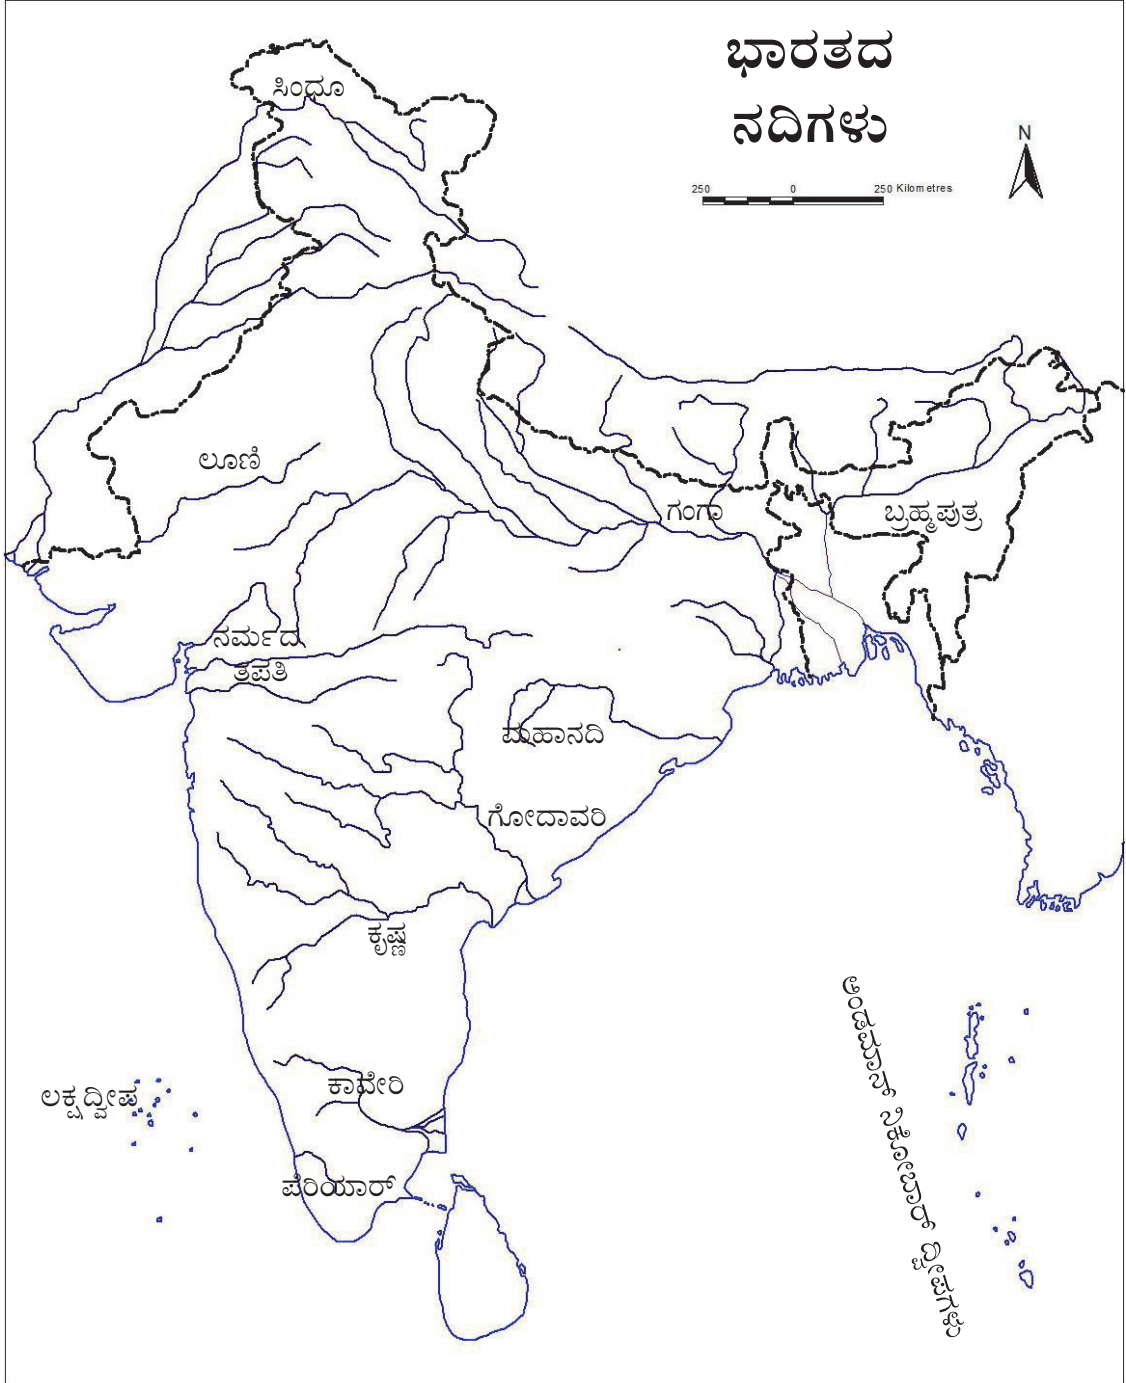 ಭಾರತದ
ನದಿಗಳು
N
250 0 250 Kilometres
ಸಿಂಧೂ
ಲೂಣಿ
ಗಂಗಾ
ಬ್ರಹ್ಮಪುತ್ರ
ನರ್ಮದ
ತಪತಿ
ಮಹಾನದಿ
ಗೋದಾವರಿ
ಕೃಷ್ಣ
ಕಾವೇರಿ
ಲಕ್ಷದ್ವೀಪ
ಪೆರಿಯಾರ್
ಅಂಡಮಾನ್ ನಿಕೋಬಾರ್ ದ್ವೀಪಗಳು